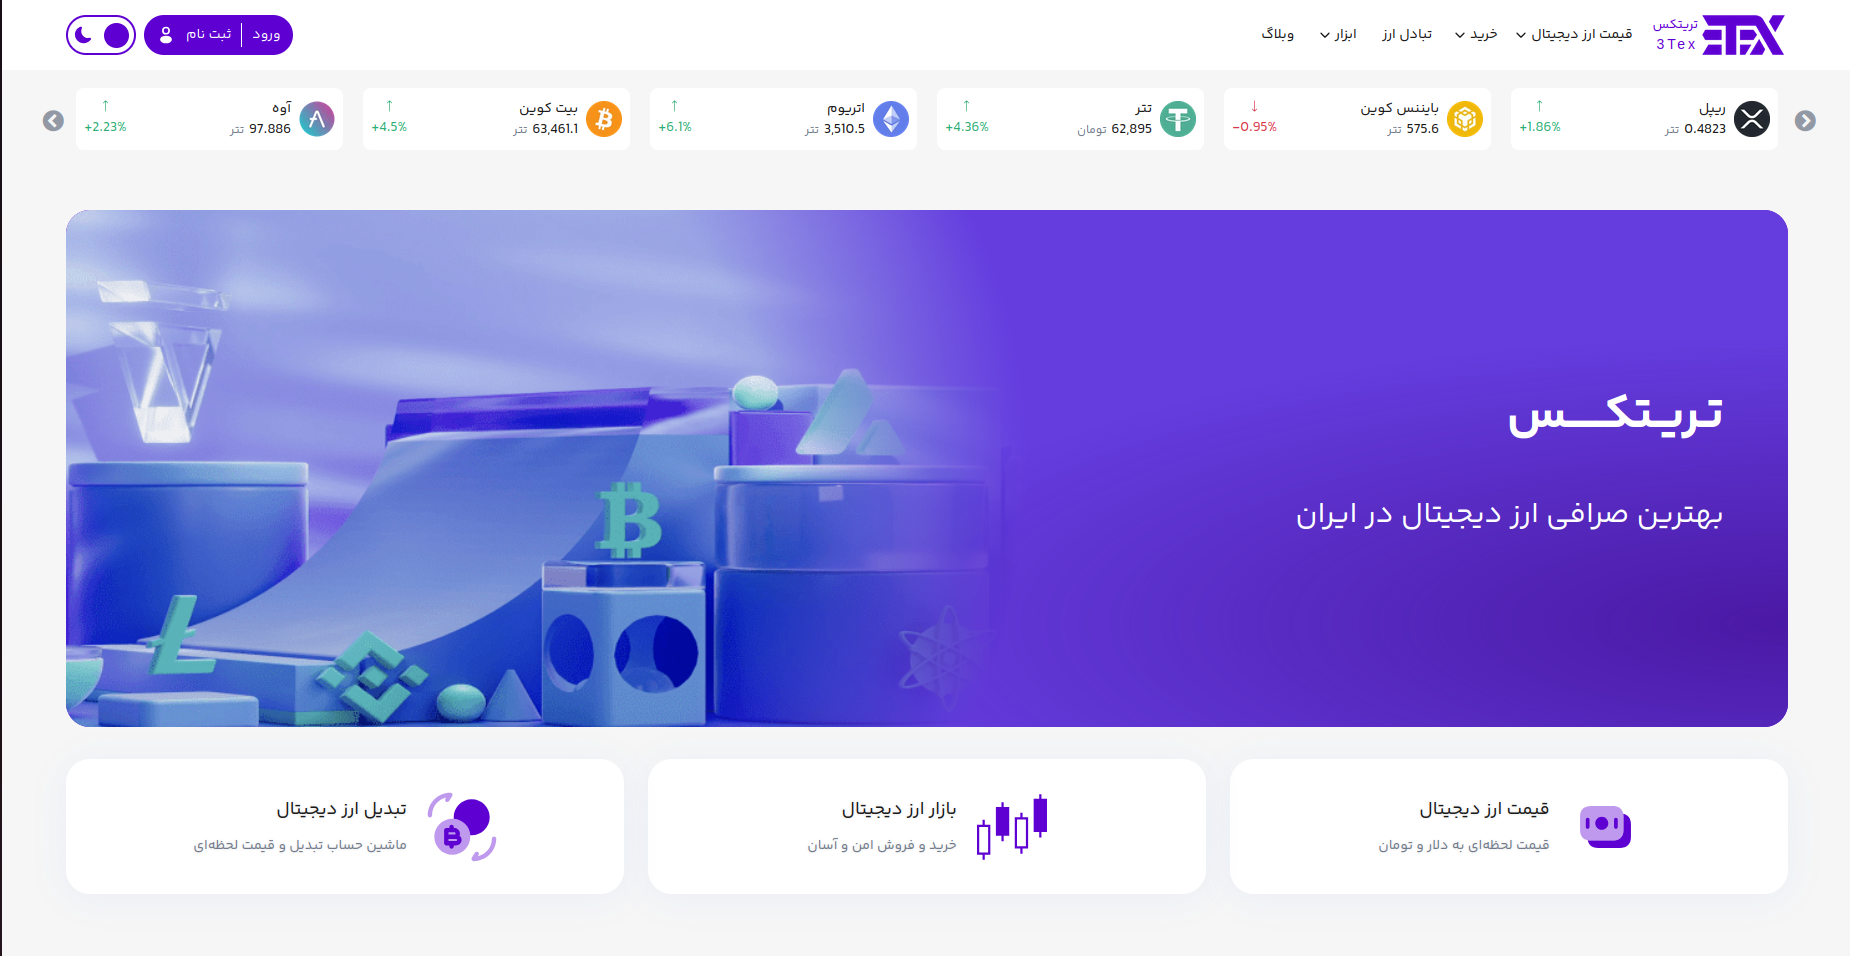 تریتکس
3Tex
قیمت ارز دیجیتال
خرید
تبادل ارز
ابزار
وبلاگ
ورود
ثبت نام
ریپل
0.4823 تتر
+1.86%
بایننس کوین
575.6 تتر
-0.95%
تتر
62,895 تومان
+4.36%
اتریوم
3,510.5 تتر
+6.1%
بیت کوین
63,461.1 تتر
+4.5%
آوه
97.886 تتر
+2.23%
تریتکــس
بهترین صرافی ارز دیجیتال در ایران
قیمت ارز دیجیتال
قیمت لحظه‌ای به دلار و تومان
بازار ارز دیجیتال
خرید و فروش امن و آسان
تبدیل ارز دیجیتال
ماشین حساب تبدیل و قیمت لحظه‌ای